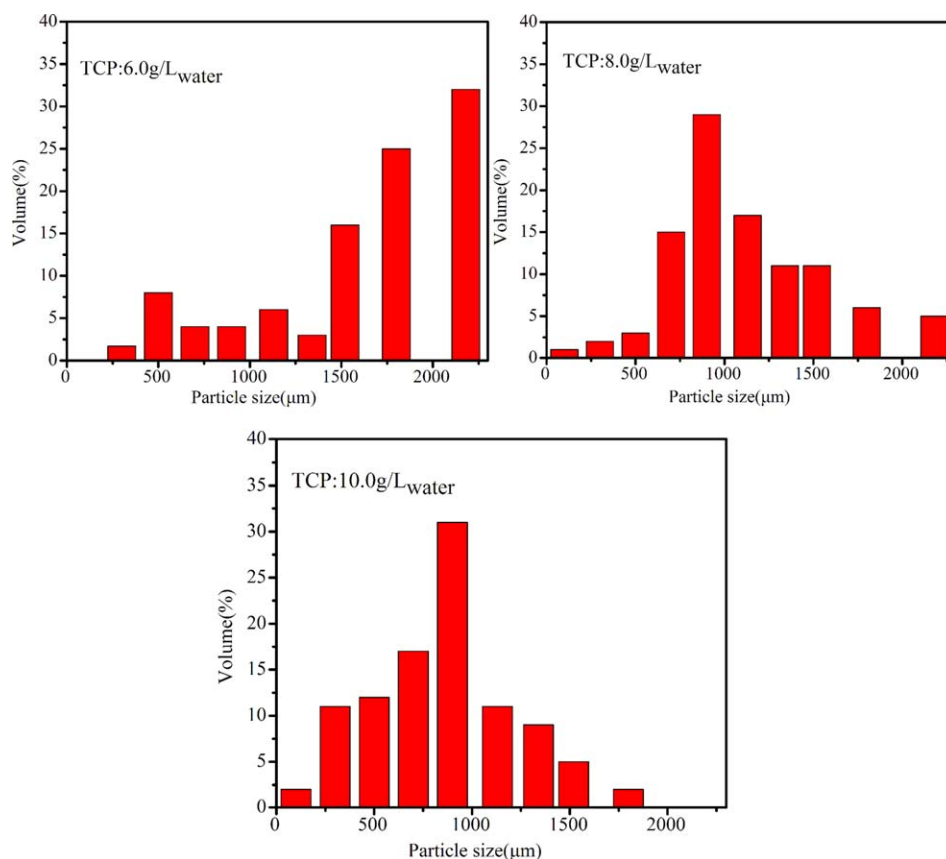 40
35
30
25
20
15
10
5
0
Volume(%)
TCP:6.0g/Lwater
0 500 1000 1500 2000
Particle size(μm)
40
35
30
25
20
15
10
5
0
Volume(%)
TCP:8.0g/Lwater
0 500 1000 1500 2000
Particle size(μm)
40
35
30
25
20
15
10
5
0
Volume(%)
TCP:10.0g/Lwater
0 500 1000 1500 2000
Particle size(μm)